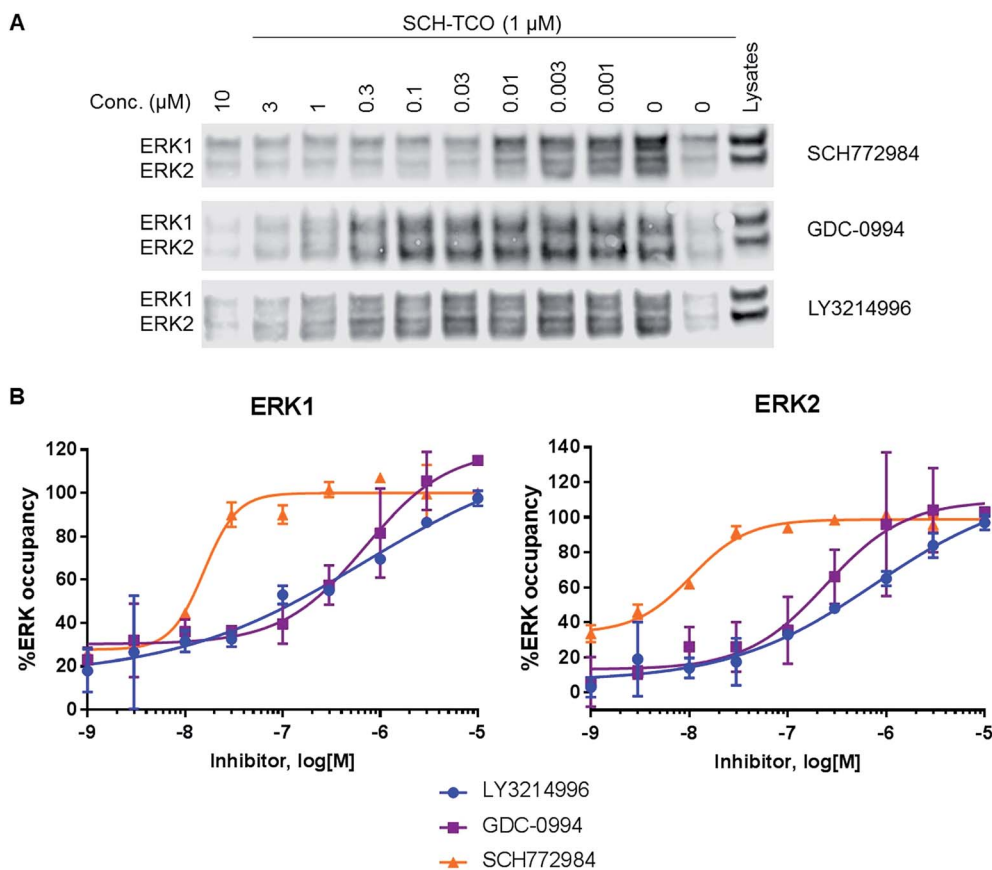 A
SCH-TCO (1 µM)
Conc. (µM) 10 3 1 0.3 0.1 0.03 0.01 0.003 0.001 0 0 Lysates
ERK1
ERK2
SCH772984
ERK1
ERK2
GDC-0994
ERK1
ERK2
LY3214996
B
ERK1
%ERK occupancy
120
100
80
60
40
20
0
-9 -8 -7 -6 -5
Inhibitor, log[M]
ERK2
%ERK occupancy
140
120
100
80
60
40
20
0
-9 -8 -7 -6 -5
Inhibitor, log[M]
LY3214996
GDC-0994
SCH772984